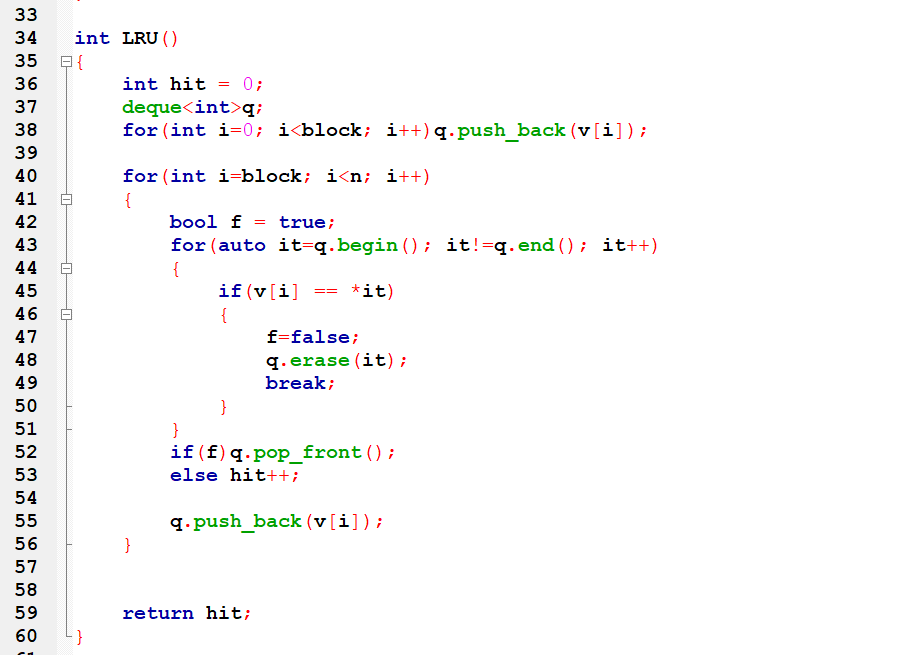 33
34 int LRU()
35 {
36     int hit = 0;
37     deque<int>q;
38     for(int i=0; i<block; i++)q.push_back(v[i]);
39
40     for(int i=block; i<n; i++)
41     {
42         bool f = true;
43         for(auto it=q.begin(); it!=q.end(); it++)
44         {
45             if(v[i] == *it)
46             {
47                 f=false;
48                 q.erase(it);
49                 break;
50             }
51         }
52         if(f)q.pop_front();
53         else hit++;
54
55         q.push_back(v[i]);
56     }
57
58
59     return hit;
60 }